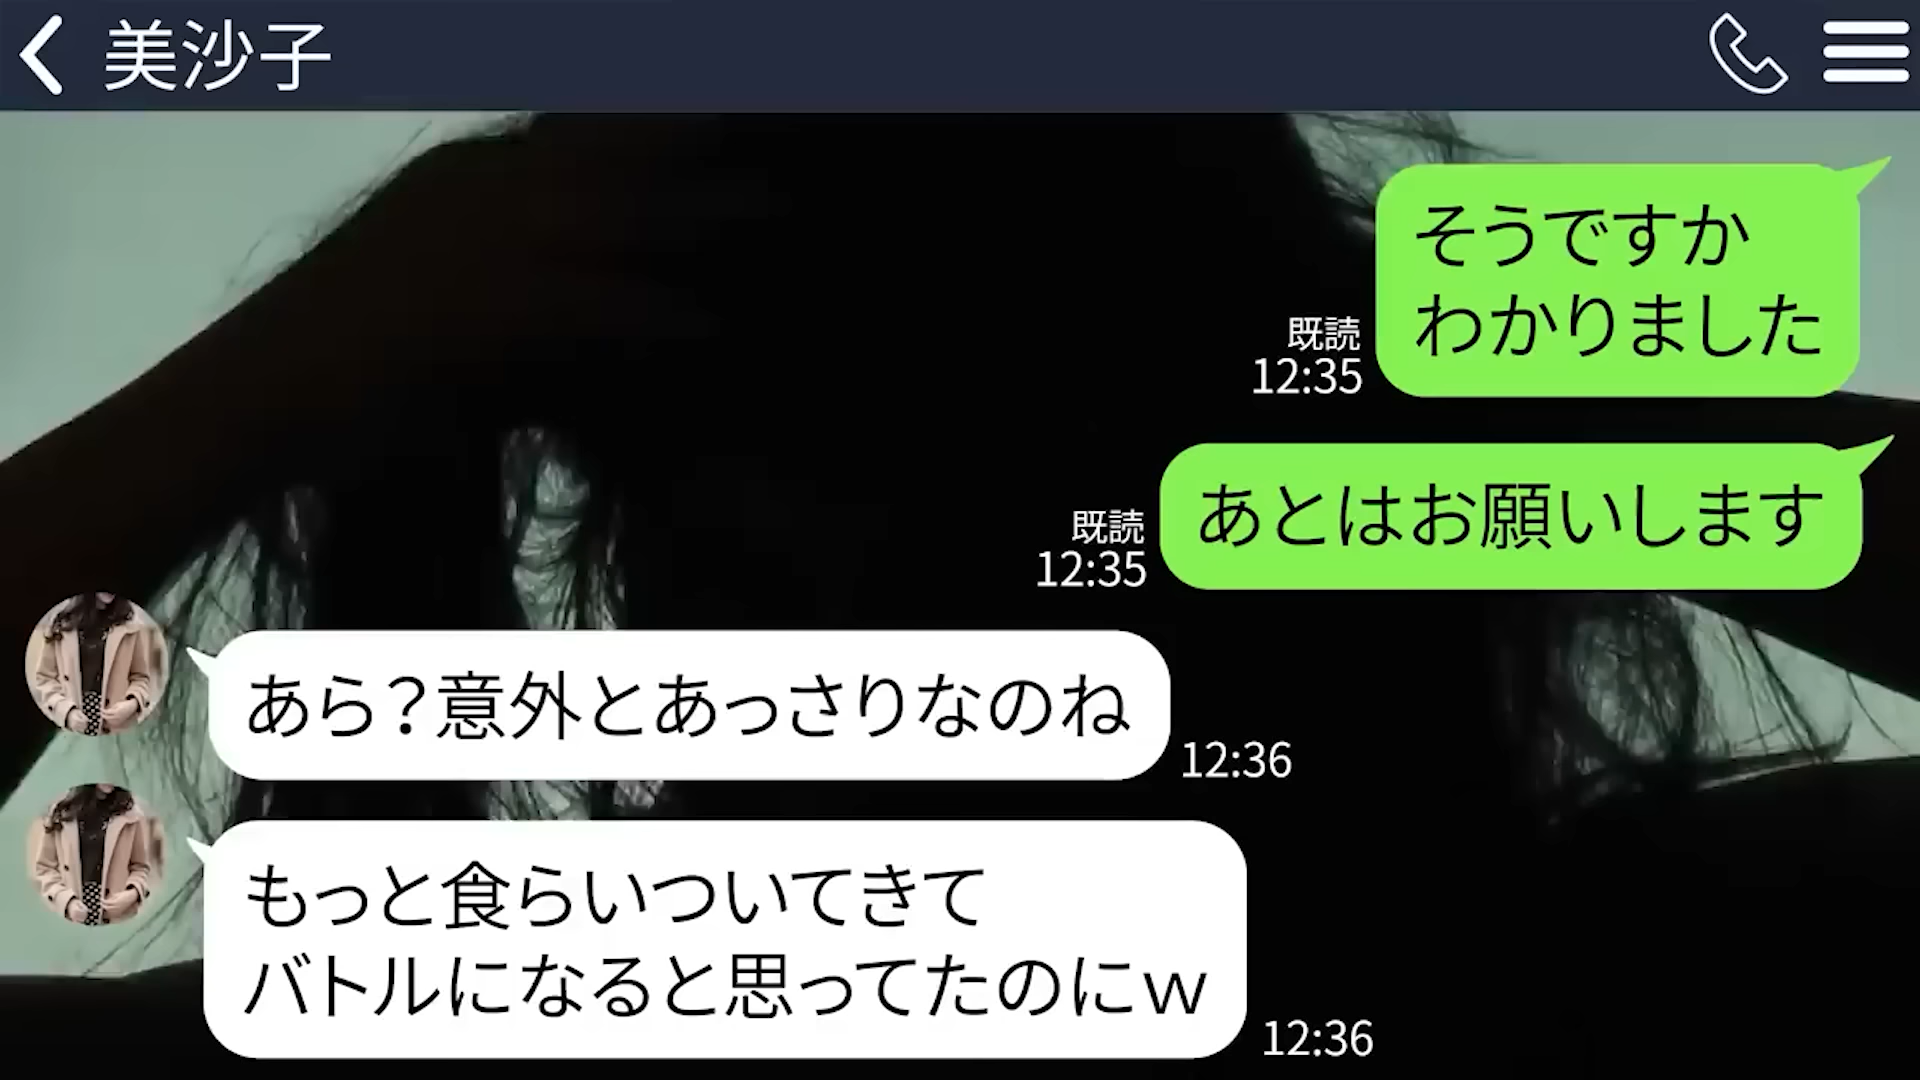 美沙子
そうですか
わかりました
既読
12:35
あとはお願いします
既読
12:35
あら？意外とあっさりなのね
12:36
もっと食らいついてきて
バトルになると思ってたのにｗ
12:36